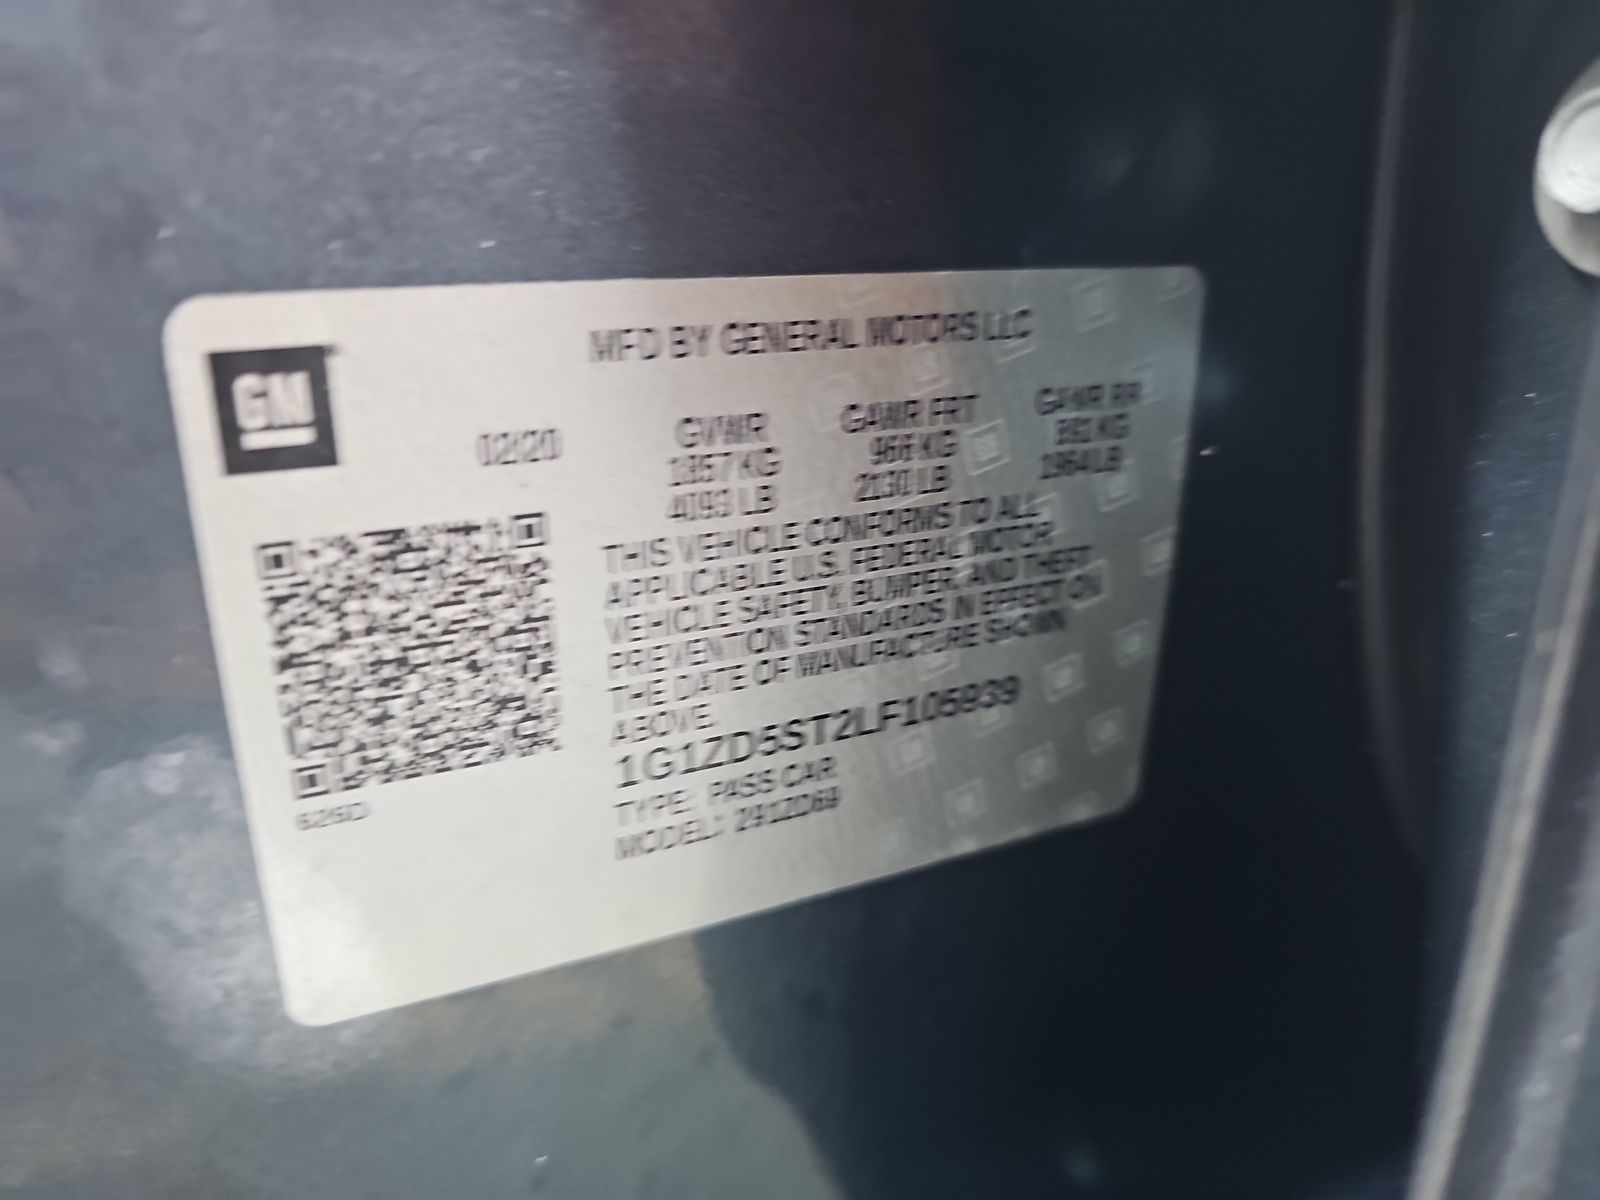 GM
MFD BY GENERAL MOTORS LLC
02/20
GVWR GAWR FRT GAWR RR
1857 KG 966 KG 891 KG
4093 LB 2130 LB 1964 LB
THIS VEHICLE CONFORMS TO ALL
APPLICABLE U.S. FEDERAL MOTOR
VEHICLE SAFETY, BUMPER, AND THEFT
PREVENTION STANDARDS IN EFFECT ON
THE DATE OF MANUFACTURE SHOWN
ABOVE.
1G1ZD5ST2LF105939
TYPE: PASS CAR
MODEL: 291ZD69